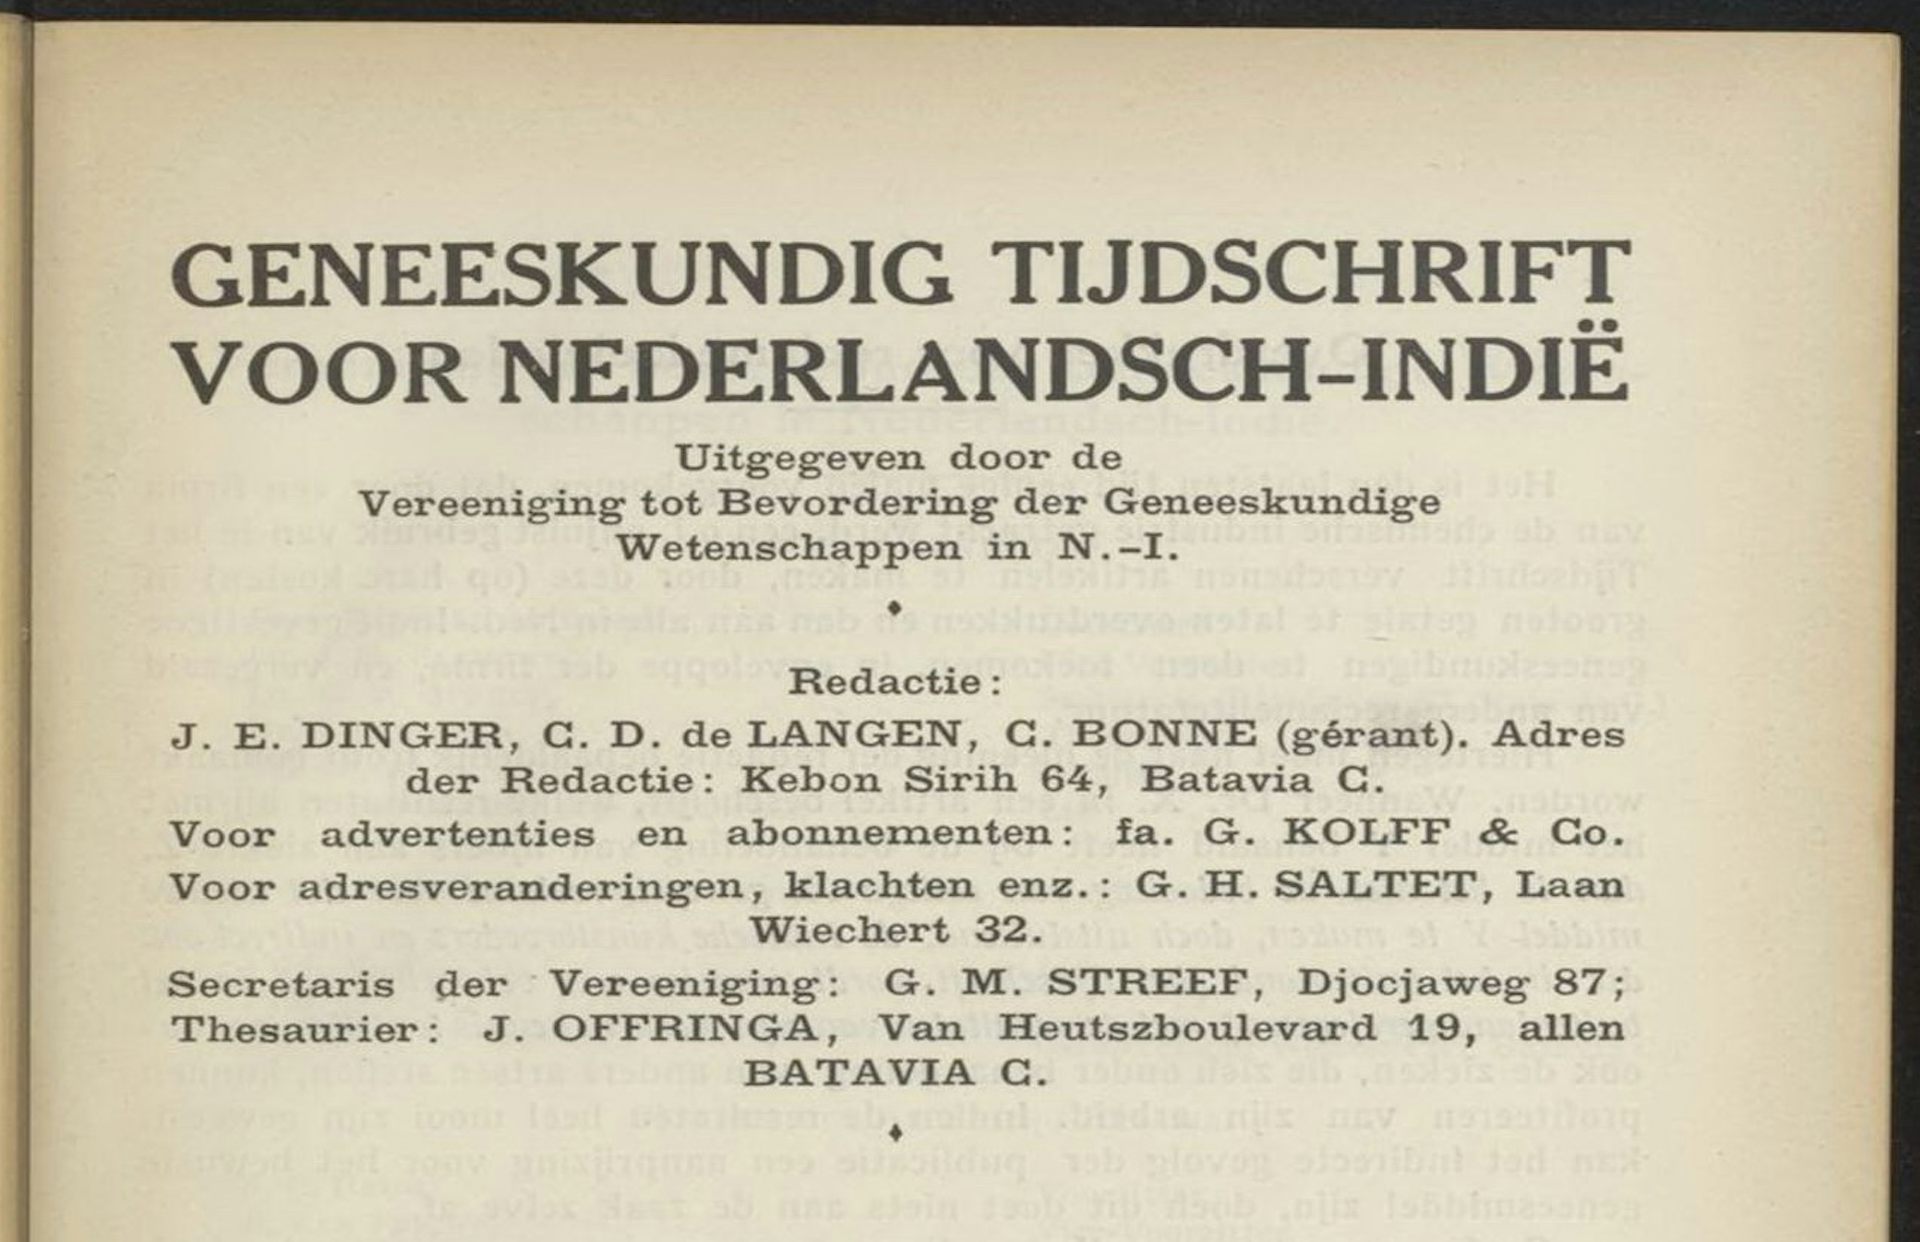 GENEESKUNDIG TIJDSCHRIFT
VOOR NEDERLANDSCH-INDIË
Uitgegeven door de
Vereeniging tot Bevordering der Geneeskundige
Wetenschappen in N.-I.
Redactie:
J. E. DINGER, C. D. de LANGEN, C. BONNE (gérant). Adres
der Redactie: Kebon Sirih 64, Batavia C.
Voor advertenties en abonnementen: fa. G. KOLFF & Co.
Voor adresveranderingen, klachten enz.: G. H. SALTET, Laan
Wiechert 32.
Secretaris der Vereeniging: G. M. STREEF, Djocjaweg 87;
Thesaurier: J. OFFRINGA, Van Heutszboulevard 19, allen
BATAVIA C.